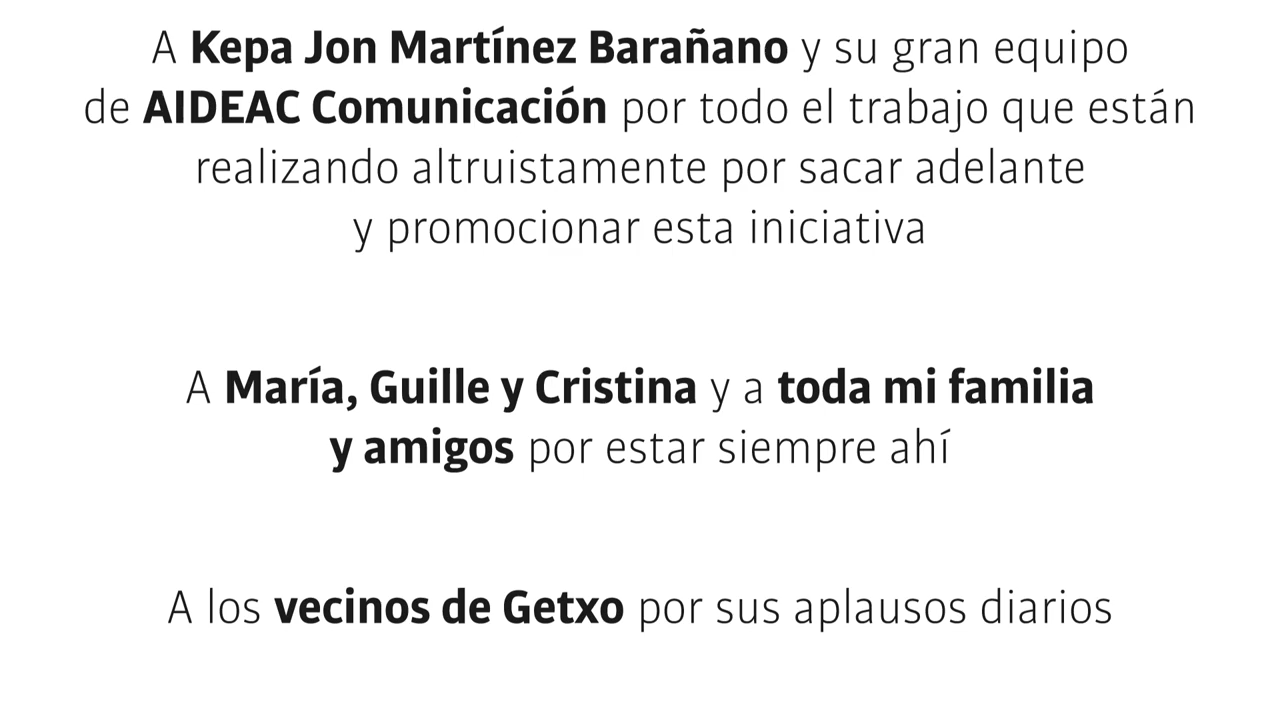 A Kepa Jon Martínez Barañano y su gran equipo
de AIDEAC Comunicación por todo el trabajo que están
realizando altruistamente por sacar adelante
y promocionar esta iniciativa
A María, Guille y Cristina y a toda mi familia
y amigos por estar siempre ahí
A los vecinos de Getxo por sus aplausos diarios